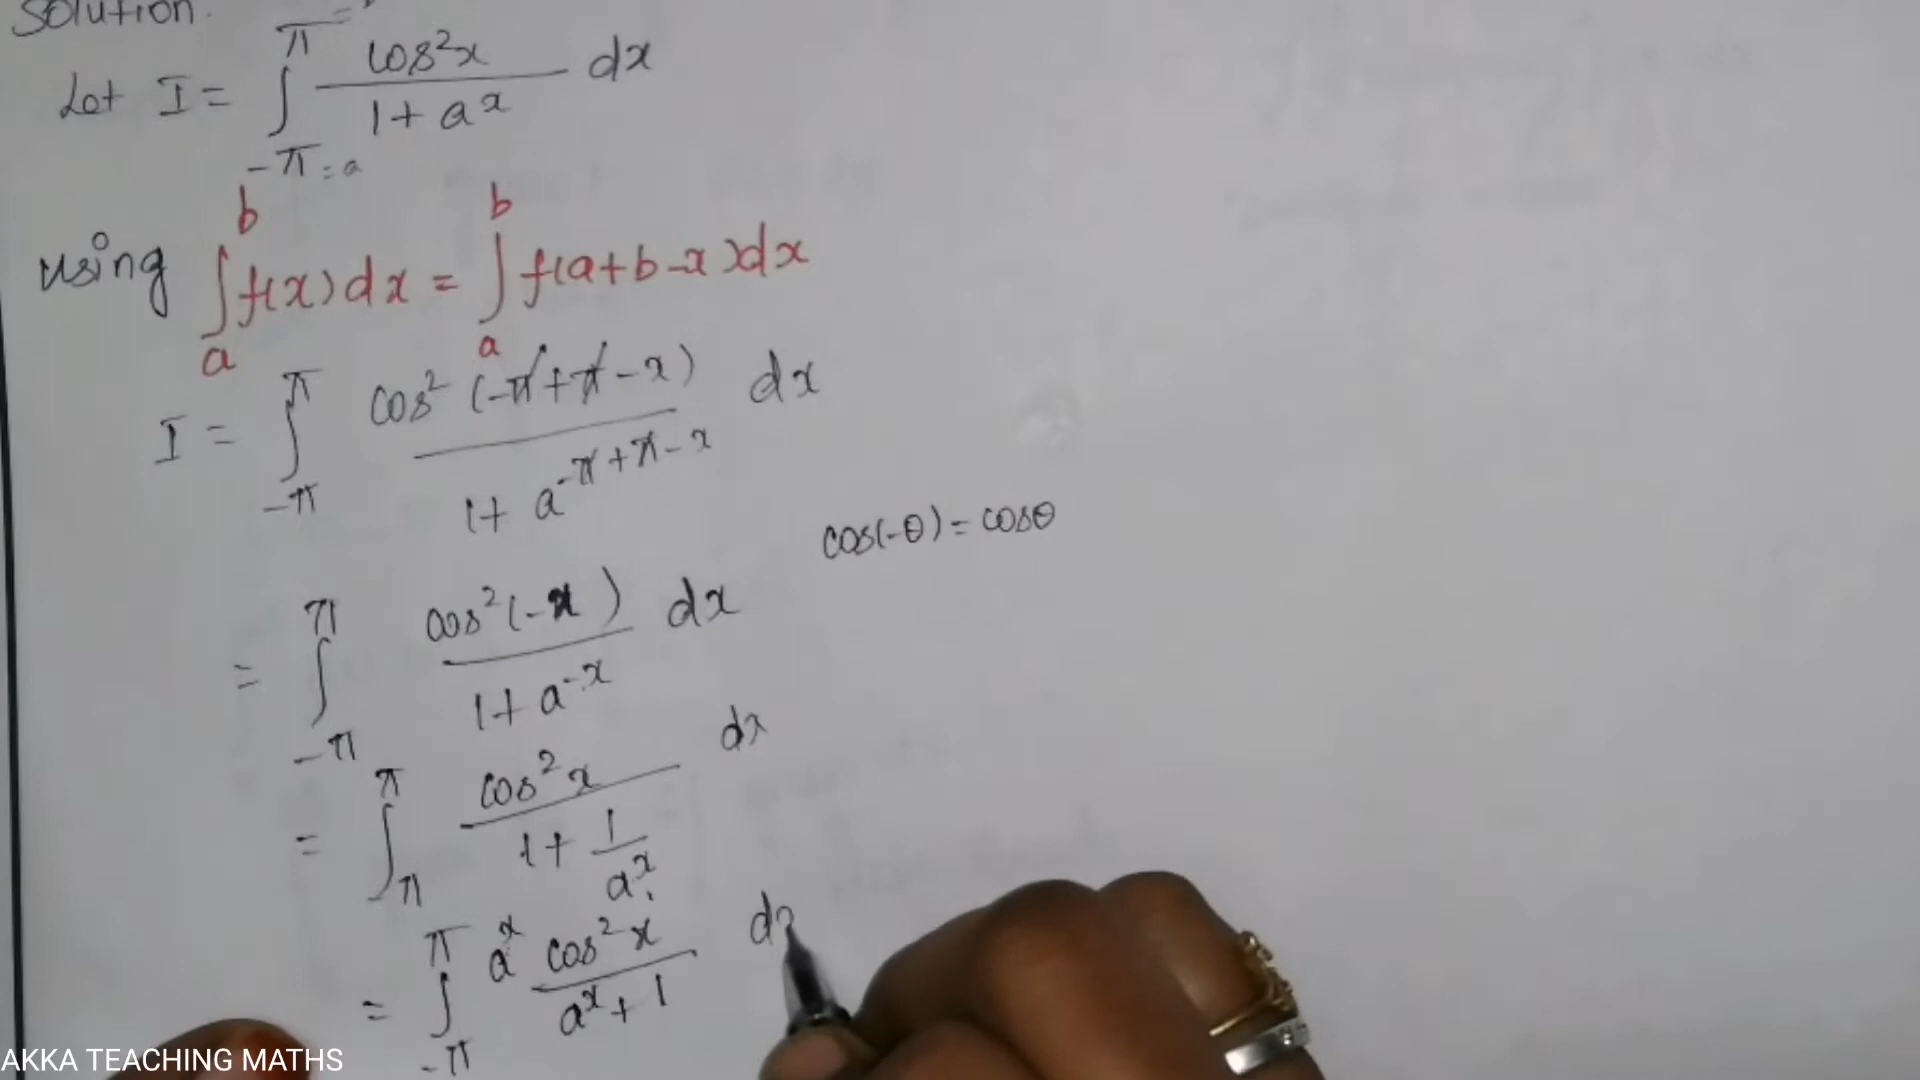 Solution.
Let I = ∫_{-π=a}^{π=} cos²x / (1 + a^x) dx
using ∫_a^b f(x) dx = ∫_a^b f(a+b-x) dx
I = ∫_{-π}^{π} cos²(-π+π-x) / (1 + a^{-π+π-x}) dx
cos(-θ) = cosθ
= ∫_{-π}^{π} cos²(-x) / (1 + a^{-x}) dx
= ∫_{-π}^{π} cos²x / (1 + 1/a^x) dx
= ∫_{-π}^{π} a^x cos²x / (a^x + 1) dx
AKKA TEACHING MATHS